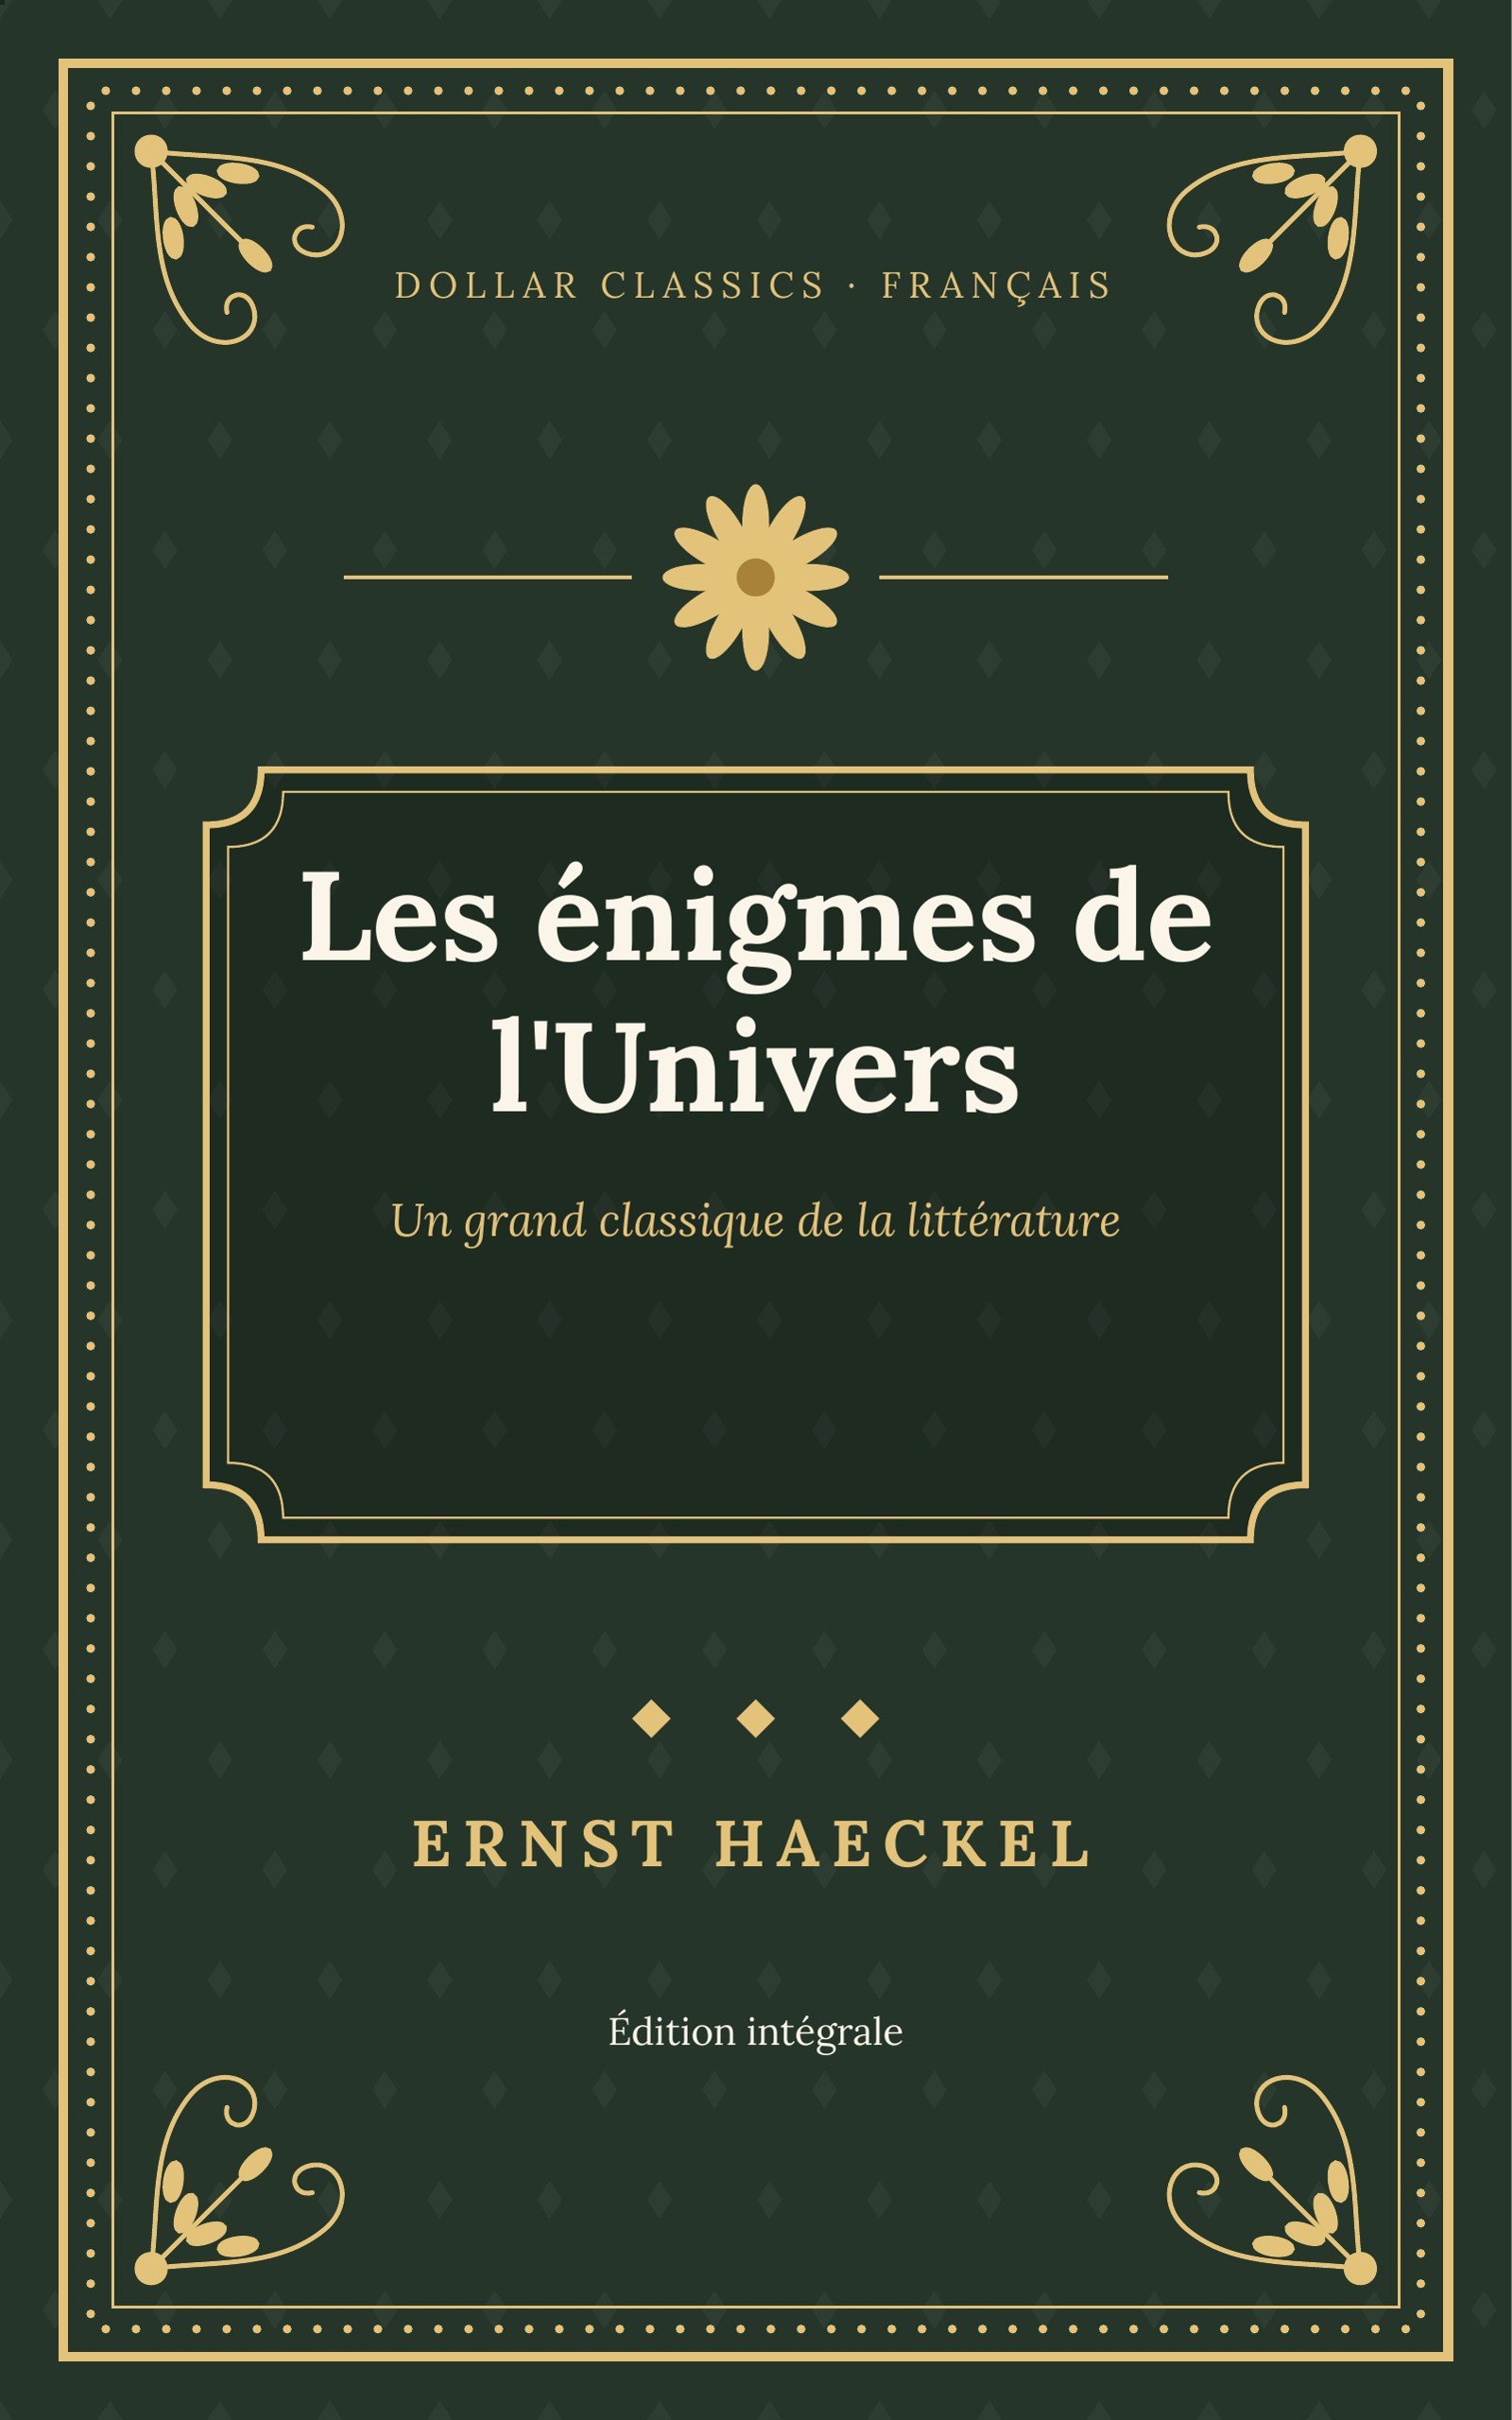 DOLLAR CLASSICS · FRANÇAIS
Les énigmes de
l'Univers
Un grand classique de la littérature
ERNST HAECKEL
Édition intégrale